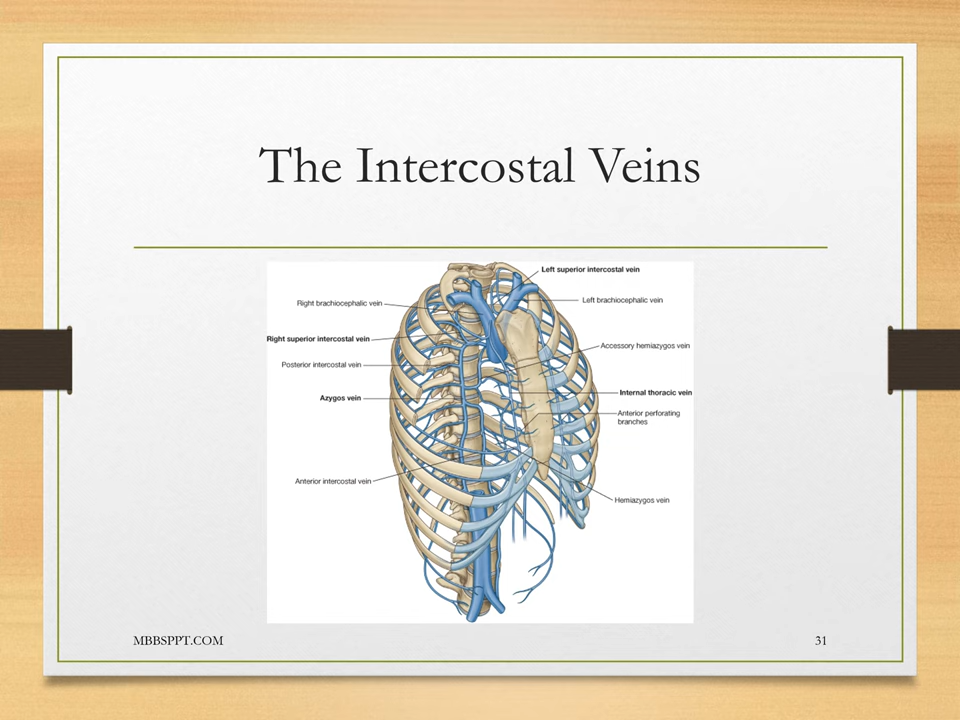 The Intercostal Veins
Left superior intercostal vein
Right brachiocephalic vein
Left brachiocephalic vein
Right superior intercostal vein
Accessory hemiazygos vein
Posterior intercostal vein
Internal thoracic vein
Azygos vein
Anterior perforating
branches
Anterior intercostal vein
Hemiazygos vein
MBBSPPT.COM
31